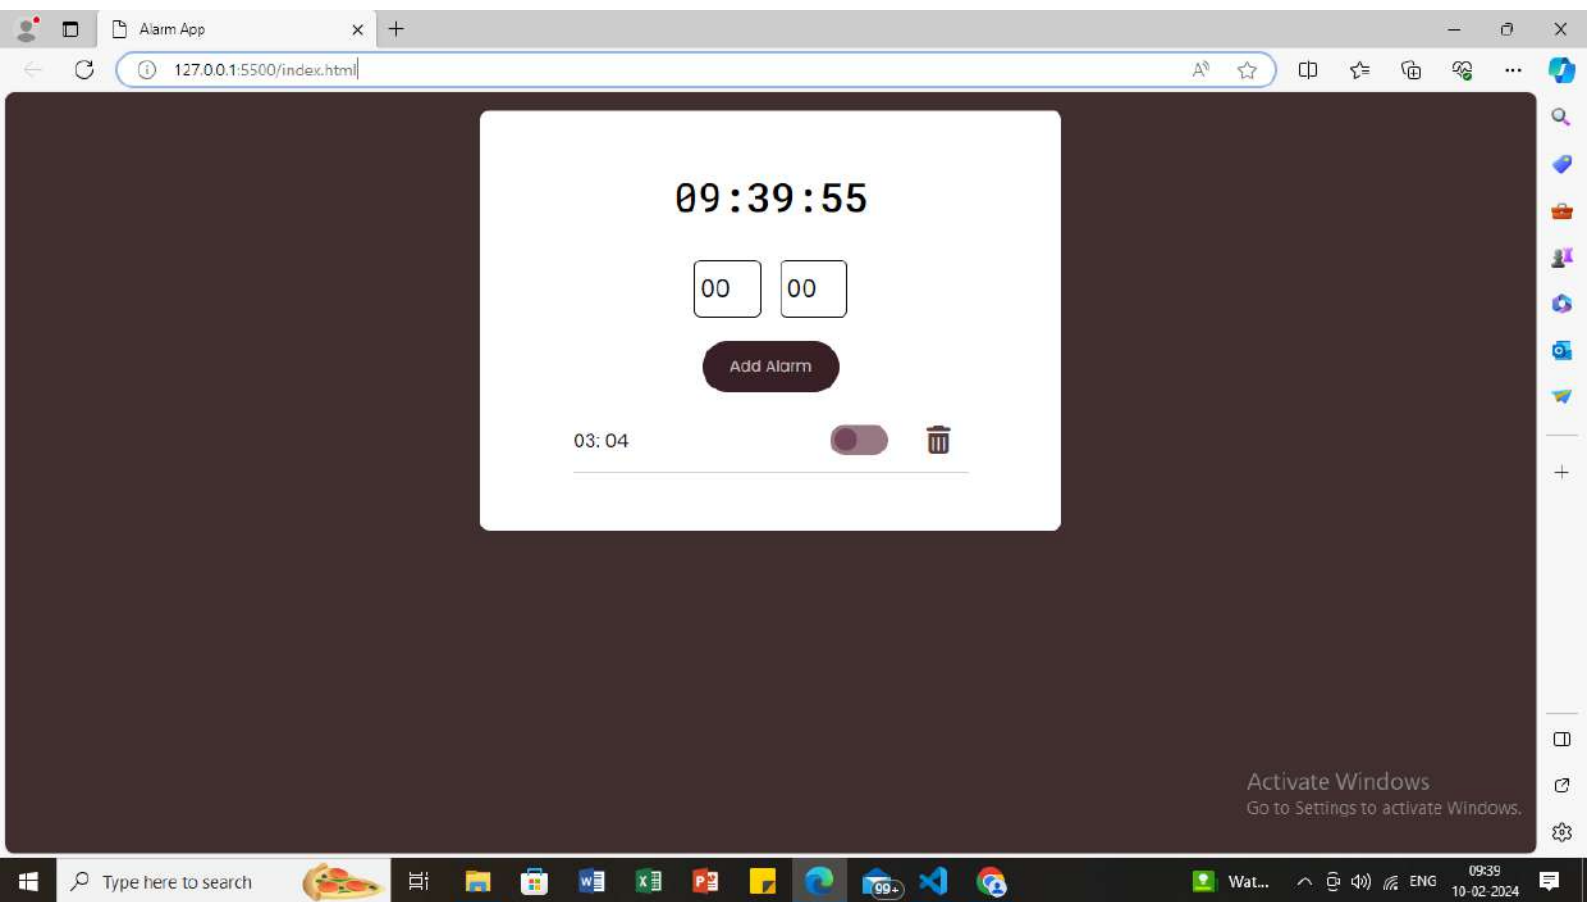 Alarm App
127.0.0.1:5500/index.html
09:39:55
00 00
Add Alarm
03: 04
Activate Windows
Go to Settings to activate Windows.
Type here to search
99+
Wat...
ENG
09:39
10-02-2024